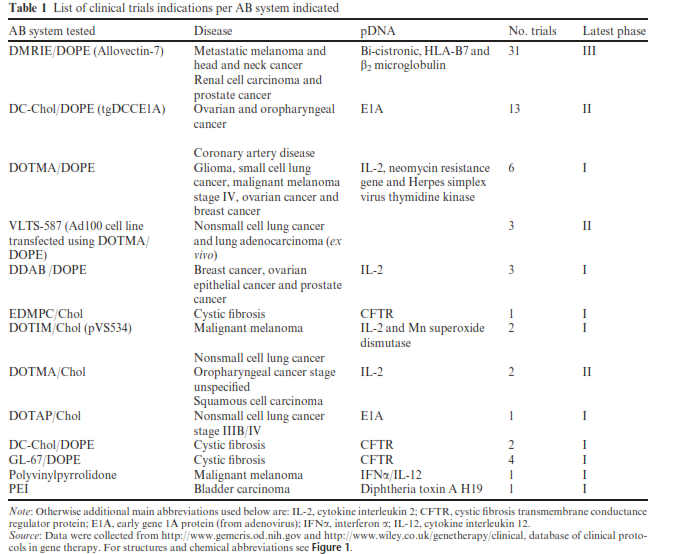 Table 1 List of clinical trials indications per AB system indicated
AB system tested Disease pDNA No. trials Latest phase
DMRIE/DOPE (Allovectin-7) Metastatic melanoma and Bi-cistronic, HLA-B7 and 31 III
head and neck cancer β2 microglobulin
Renal cell carcinoma and
prostate cancer
DC-Chol/DOPE (tgDCCE1A) Ovarian and oropharyngeal E1A 13 II
cancer
Coronary artery disease
DOTMA/DOPE Glioma, small cell lung IL-2, neomycin resistance 6 I
cancer, malignant melanoma gene and Herpes simplex
stage IV, ovarian cancer and virus thymidine kinase
breast cancer
VLTS-587 (Ad100 cell line Nonsmall cell lung cancer 3 II
transfected using DOTMA/ and lung adenocarcinoma (ex
DOPE) vivo)
DDAB /DOPE Breast cancer, ovarian IL-2 3 I
epithelial cancer and prostate
cancer
EDMPC/Chol Cystic fibrosis CFTR 1 I
DOTIM/Chol (pVS534) Malignant melanoma IL-2 and Mn superoxide 2 I
dismutase
Nonsmall cell lung cancer
DOTMA/Chol Oropharyngeal cancer stage IL-2 2 II
unspecified
Squamous cell carcinoma
DOTAP/Chol Nonsmall cell lung cancer E1A 1 I
stage IIIB/IV
DC-Chol/DOPE Cystic fibrosis CFTR 2 I
GL-67/DOPE Cystic fibrosis CFTR 4 I
Polyvinylpyrrolidone Malignant melanoma IFNα/IL-12 1 I
PEI Bladder carcinoma Diphtheria toxin A H19 1 I
Note: Otherwise additional main abbreviations used below are: IL-2, cytokine interleukin 2; CFTR, cystic fibrosis transmembrane conductance
regulator protein; E1A, early gene 1A protein (from adenovirus); IFNα, interferon α; IL-12, cytokine interleukin 12.
Source: Data were collected from http://www.gemcris.od.nih.gov and http://www.wiley.co.uk/genetherapy/clinical, database of clinical proto-
cols in gene therapy. For structures and chemical abbreviations see Figure 1.